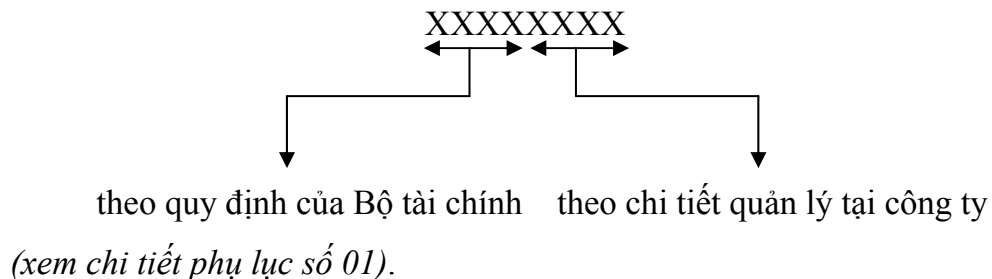 XXXXXXXX
theo quy định của Bộ tài chính theo chi tiết quản lý tại công ty
(xem chi tiết phụ lục số 01).